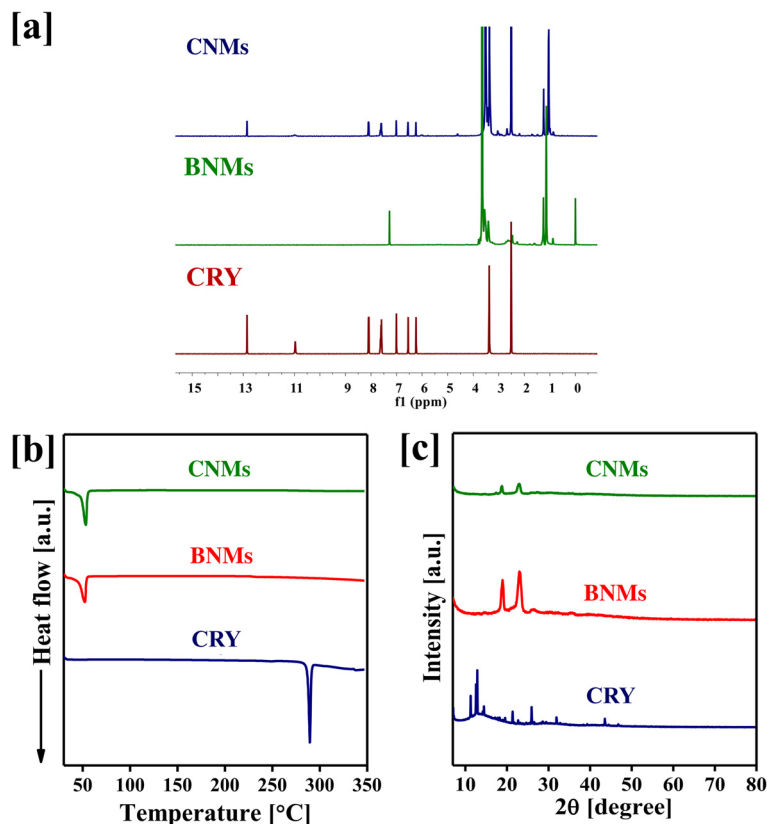 [a]
CNMs
BNMs
CRY
15 13 11 9 8 7 6 5 4 3 2 1 0
f1 (ppm)
[b]
CNMs
BNMs
CRY
Heat flow [a.u.]
50 100 150 200 250 300 350
Temperature [°C]
[c]
CNMs
BNMs
CRY
Intensity [a.u.]
10 20 30 40 50 60 70 80
2θ [degree]